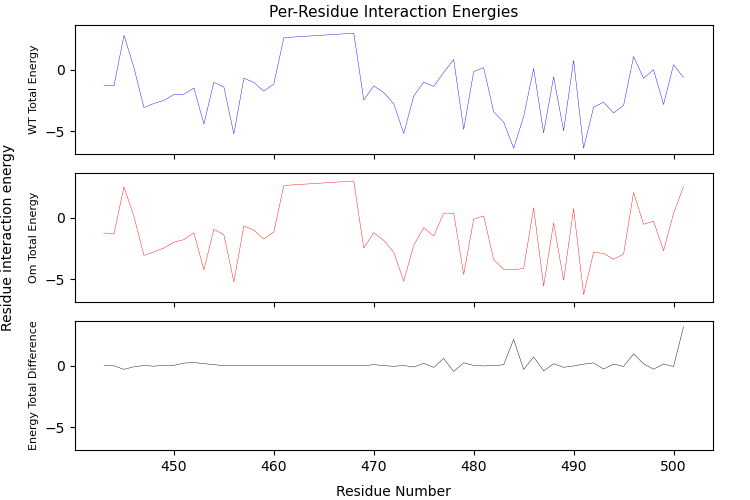 Per-Residue Interaction Energies
Residue interaction energy
WT Total Energy
0
−5
Om Total Energy
0
−5
Energy Total Difference
0
−5
450 460 470 480 490 500
Residue Number